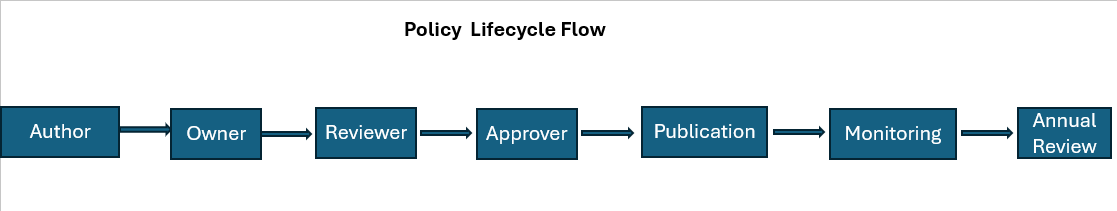 Policy  Lifecycle Flow
Author
Owner
Reviewer
Approver
Publication
Monitoring
Annual
Review